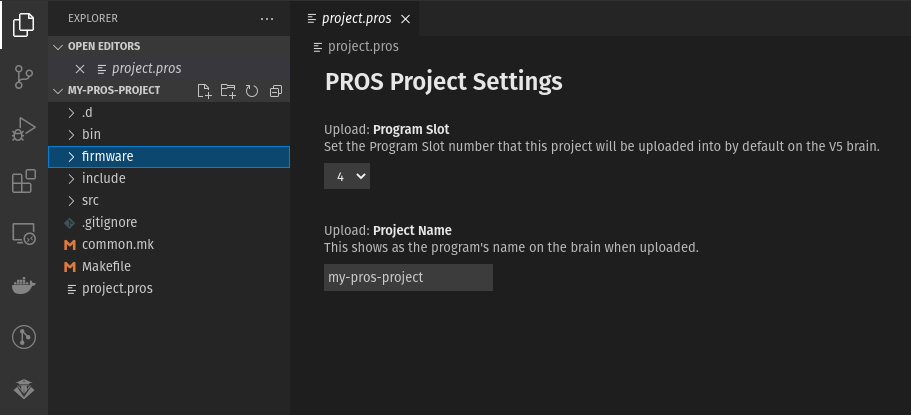 EXPLORER
OPEN EDITORS
project.pros
MY-PROS-PROJECT
.d
bin
firmware
include
src
.gitignore
common.mk
Makefile
project.pros
project.pros
project.pros
PROS Project Settings
Upload: Program Slot
Set the Program Slot number that this project will be uploaded into by default on the V5 brain.
4
Upload: Project Name
This shows as the program's name on the brain when uploaded.
my-pros-project